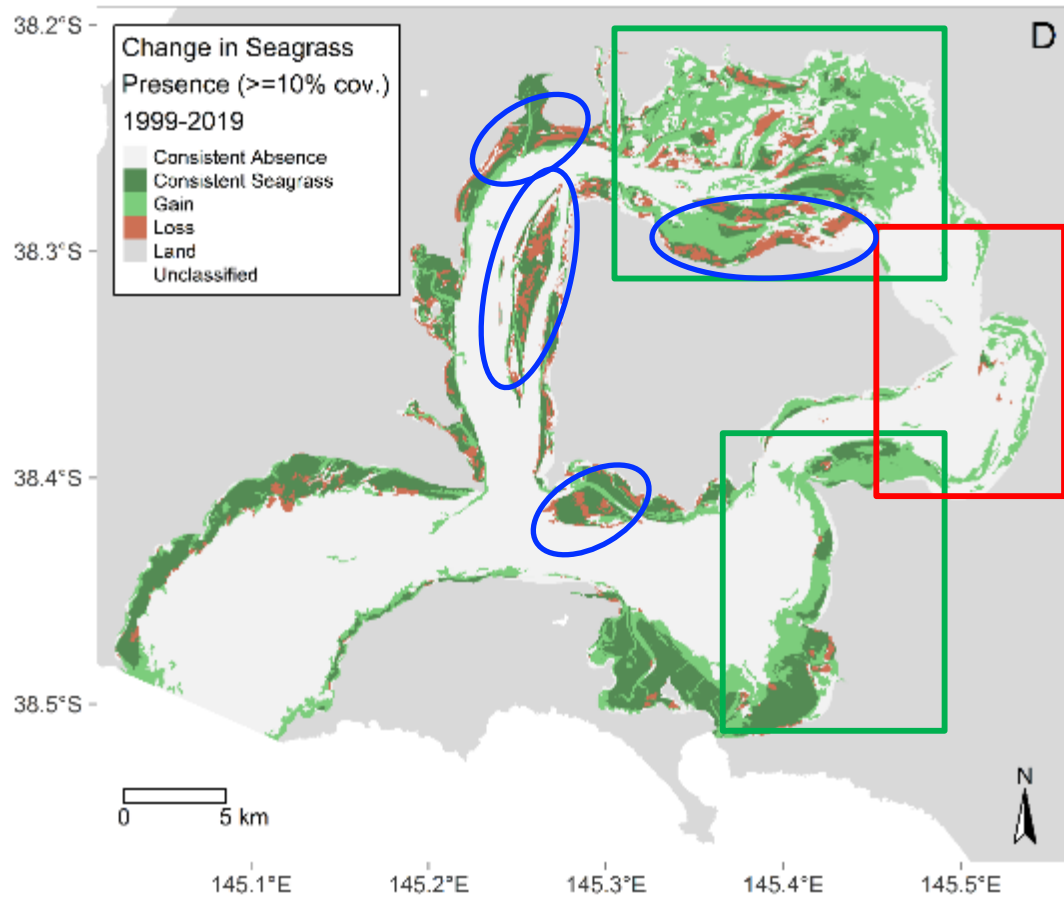 38.2°S
D
Change in Seagrass
Presence (>=10% cov.)
1999-2019
Consistent Absence
Consistent Seagrass
Gain
Loss
Land
Unclassified
38.3°S
38.4°S
38.5°S
0 5 km
N
145.1°E 145.2°E 145.3°E 145.4°E 145.5°E